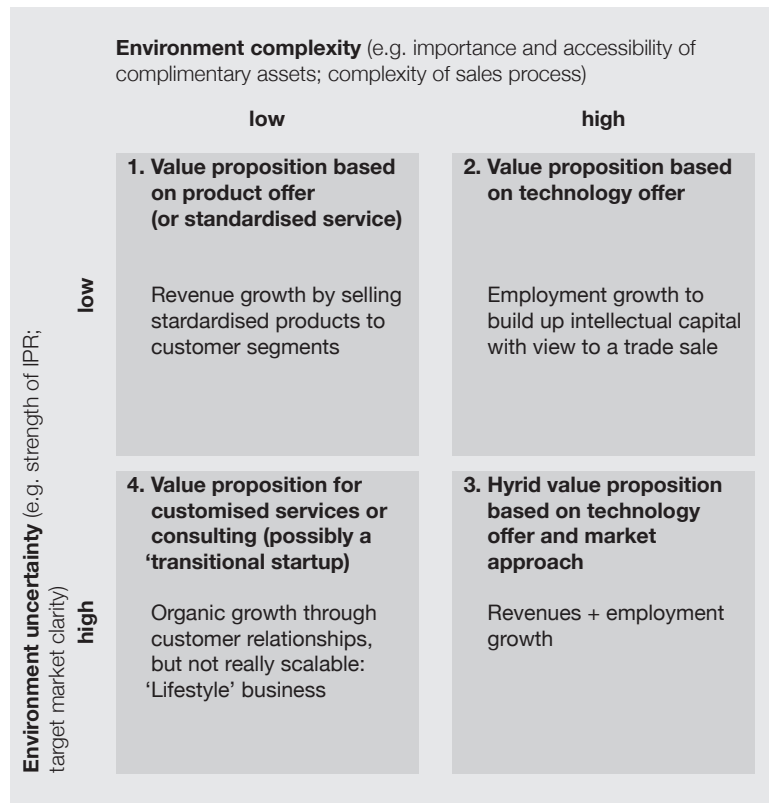 Environment complexity (e.g. importance and accessibility of
complimentary assets; complexity of sales process)
low
high
Environment uncertainty (e.g. strength of IPR;
target market clarity)
low
1. Value proposition based
on product offer
(or standardised service)
Revenue growth by selling
stardardised products to
customer segments
2. Value proposition based
on technology offer
Employment growth to
build up intellectual capital
with view to a trade sale
high
4. Value proposition for
customised services or
consulting (possibly a
‘transitional startup)
Organic growth through
customer relationships,
but not really scalable:
‘Lifestyle’ business
3. Hyrid value proposition
based on technology
offer and market
approach
Revenues + employment
growth